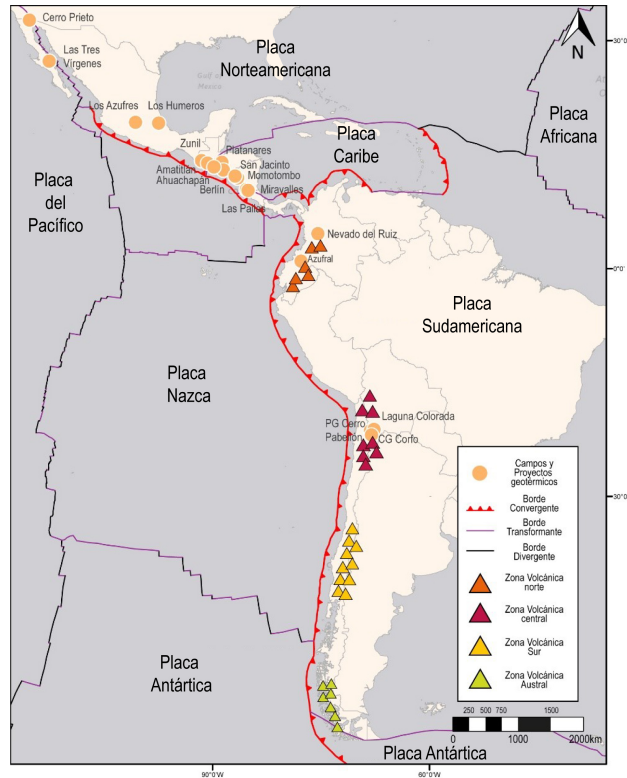 Cerro Prieto
Las Tres
Vírgenes
Placa
Norteamericana
N
30°0
Gulf of
Mexico
Los Azufres
Los Humeros
Placa
Africana
Zunil
Platanares
Placa
Caribe
Amatitlán
San Jacinto
Ahuachapán
Momotombo
Berlín
Miravalles
Las Pailas
Placa
del
Pacífico
Nevado del Ruiz
Azufral
0°0
Placa
Sudamericana
Placa
Nazca
Laguna Colorada
PG Cerro
Pabellón
CG Corfo
30°0
Campos y
Proyectos
geotérmicos
Borde
Convergente
Borde
Transformante
Borde
Divergente
Zona Volcánica
norte
Zona Volcánica
central
Zona Volcánica
Sur
Zona Volcánica
Austral
Placa
Antártica
250 500 750 1500
0 1000 2000km
Placa Antártica
90°0'W
60°0'W